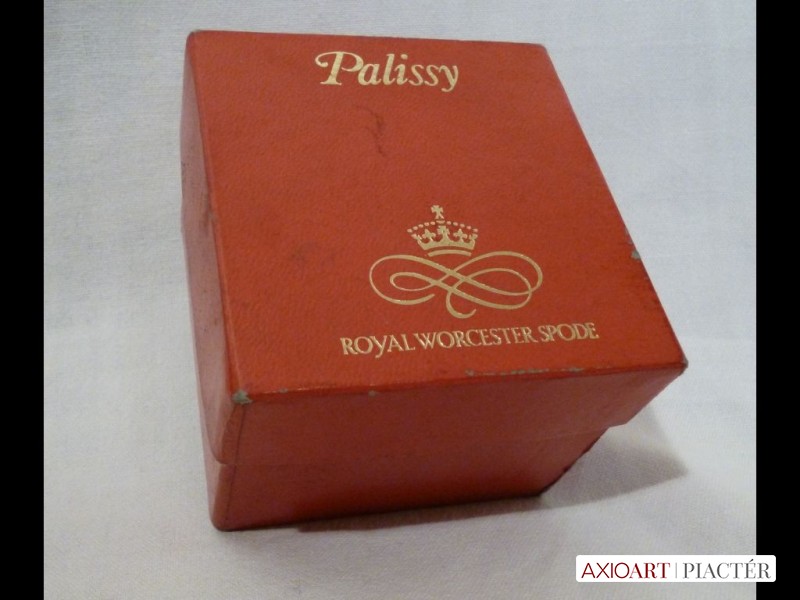 Palissy
ROYAL WORCESTER SPODE
AXIOART | PIACTÉR